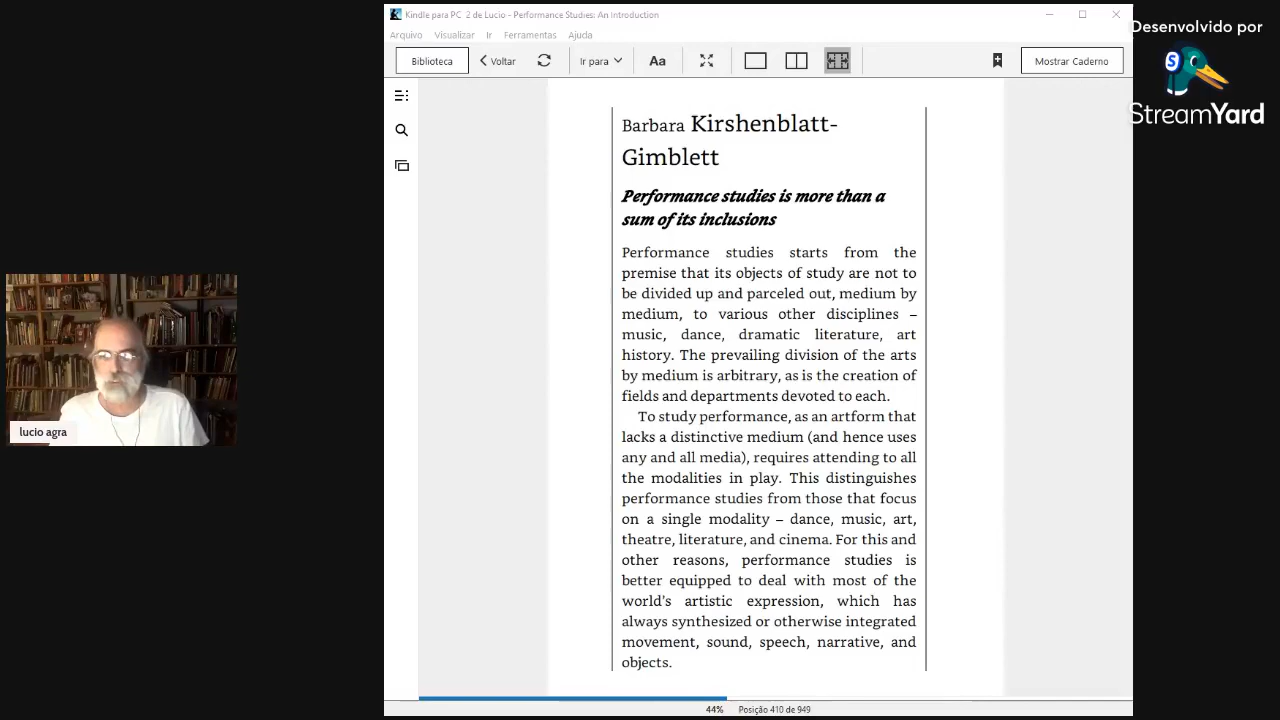 Kindle para PC 2 de Lucio - Performance Studies: An Introduction
Arquivo Visualizar Ir Ferramentas Ajuda
Biblioteca Voltar Ir para Aa Mostrar Caderno
Desenvolvido por
S
StreamYard
Barbara Kirshenblatt-
Gimblett
Performance studies is more than a
sum of its inclusions
Performance studies starts from the
premise that its objects of study are not to
be divided up and parceled out, medium by
medium, to various other disciplines –
music, dance, dramatic literature, art
history. The prevailing division of the arts
by medium is arbitrary, as is the creation of
fields and departments devoted to each.
To study performance, as an artform that
lacks a distinctive medium (and hence uses
any and all media), requires attending to all
the modalities in play. This distinguishes
performance studies from those that focus
on a single modality – dance, music, art,
theatre, literature, and cinema. For this and
other reasons, performance studies is
better equipped to deal with most of the
world's artistic expression, which has
always synthesized or otherwise integrated
movement, sound, speech, narrative, and
objects.
lucio agra
44% Posição 410 de 949